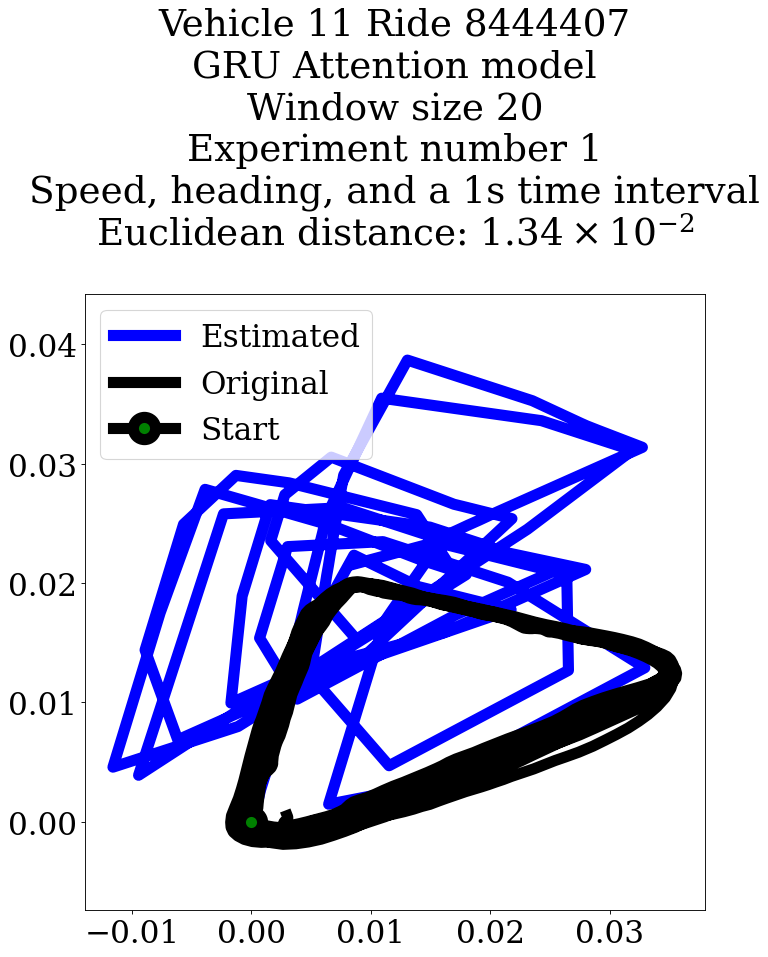 Vehicle 11 Ride 8444407
GRU Attention model
Window size 20
Experiment number 1
Speed, heading, and a 1s time interval
Euclidean distance: 1.34 × 10⁻²
Estimated
Original
Start
0.04
0.03
0.02
0.01
0.00
−0.01 0.00 0.01 0.02 0.03